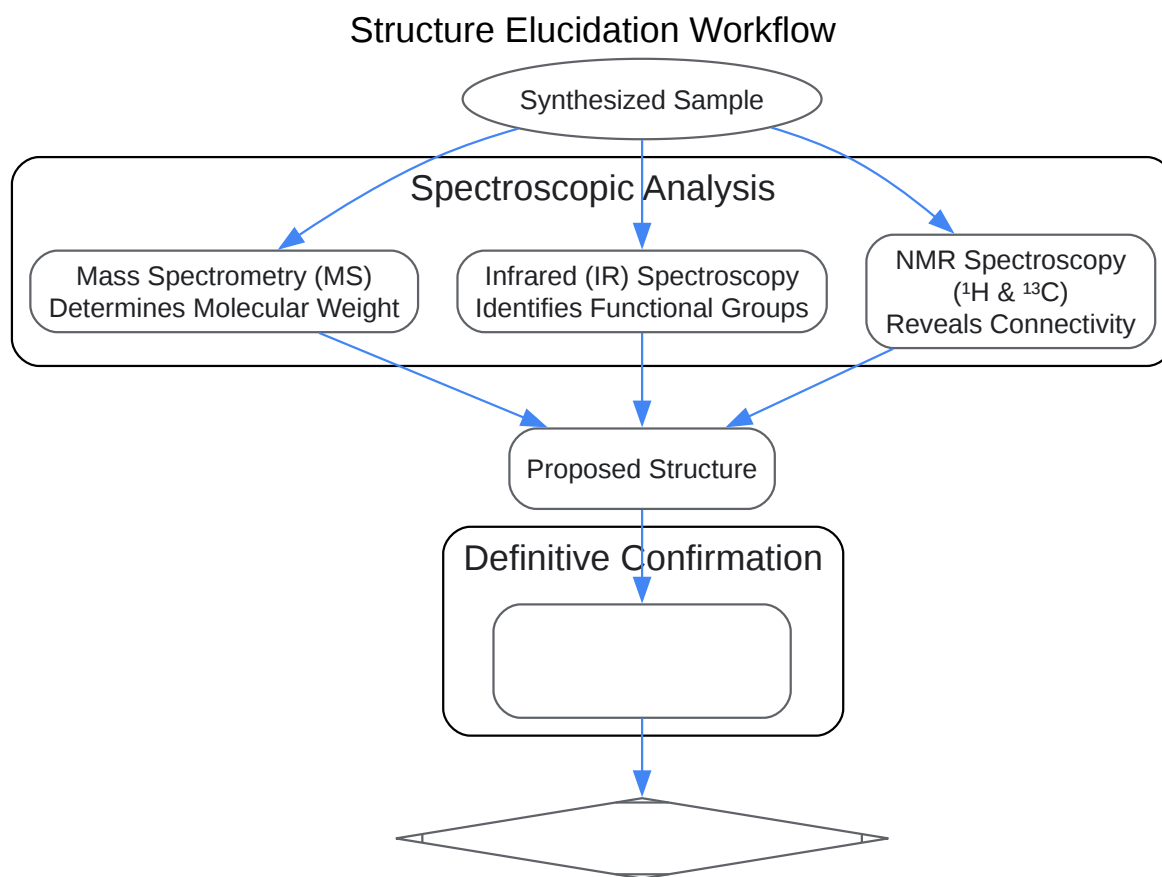 Structure Elucidation Workflow
Synthesized Sample
Spectroscopic Analysis
Mass Spectrometry (MS)
Determines Molecular Weight
Infrared (IR) Spectroscopy
Identifies Functional Groups
NMR Spectroscopy
(¹H & ¹³C)
Reveals Connectivity
Proposed Structure
Definitive Confirmation